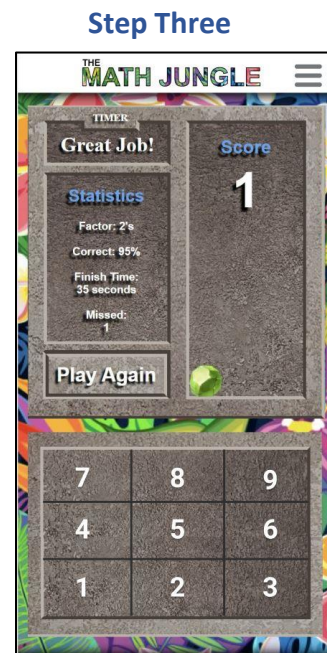 Step Three
THE
MATH JUNGLE
TIMER
Great Job!
Score
1
Statistics
Factor: 2's
Correct: 95%
Finish Time:
35 seconds
Missed:
1
Play Again
7 8 9
4 5 6
1 2 3